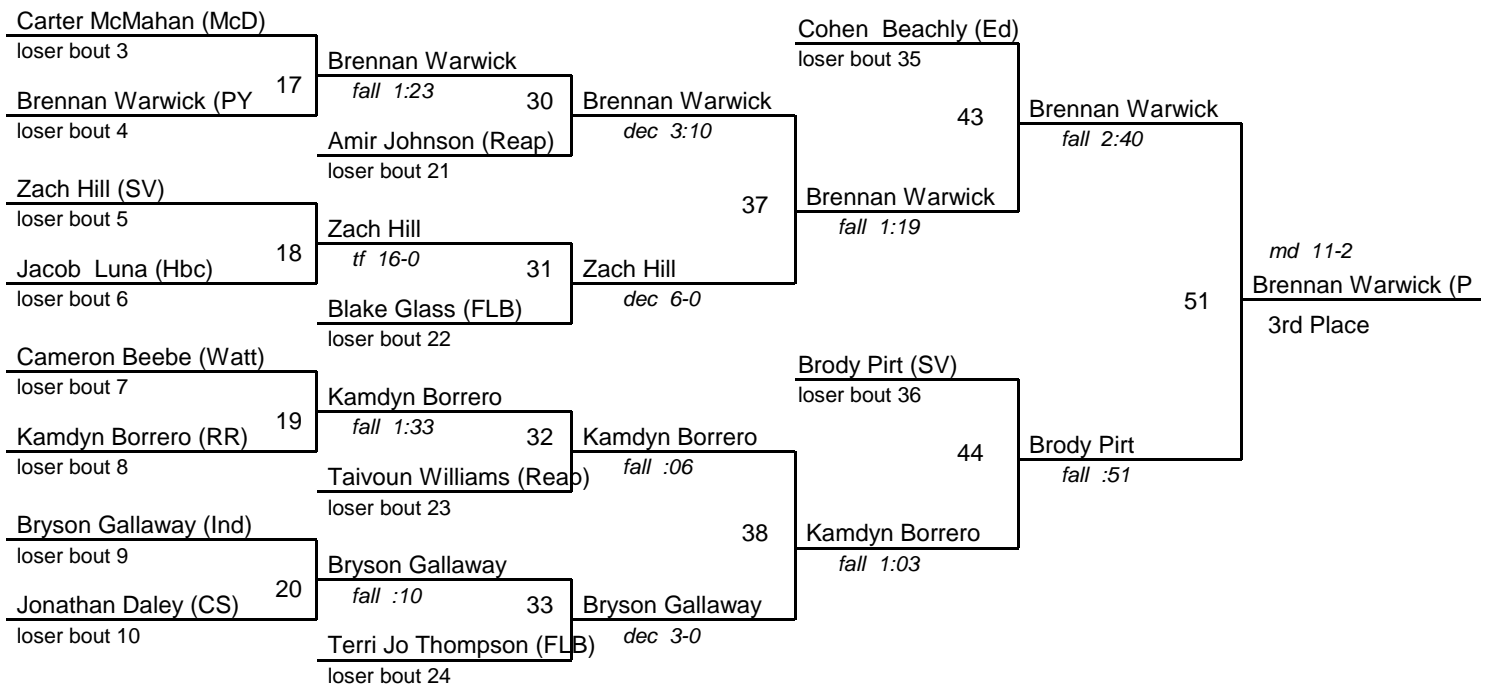 Carter McMahan (McD)
loser bout 3
17
Brennan Warwick (PY
loser bout 4
Zach Hill (SV)
loser bout 5
18
Jacob Luna (Hbc)
loser bout 6
Cameron Beebe (Watt)
loser bout 7
19
Kamdyn Borrero (RR)
loser bout 8
Bryson Gallaway (Ind)
loser bout 9
20
Jonathan Daley (CS)
loser bout 10
Brennan Warwick
fall 1:23
30
Amir Johnson (Reap)
loser bout 21
Zach Hill
tf 16-0
31
Blake Glass (FLB)
loser bout 22
Kamdyn Borrero
fall 1:33
32
Taivoun Williams (Reap)
loser bout 23
Bryson Gallaway
fall :10
33
Terri Jo Thompson (FLB)
loser bout 24
Brennan Warwick
dec 3:10
37
Zach Hill
dec 6-0
Kamdyn Borrero
fall :06
38
Bryson Gallaway
dec 3-0
Cohen Beachly (Ed)
loser bout 35
43
Brennan Warwick
fall 1:19
Brody Pirt (SV)
loser bout 36
44
Kamdyn Borrero
fall 1:03
Brennan Warwick
fall 2:40
51
Brody Pirt
fall :51
md 11-2
Brennan Warwick (P
3rd Place